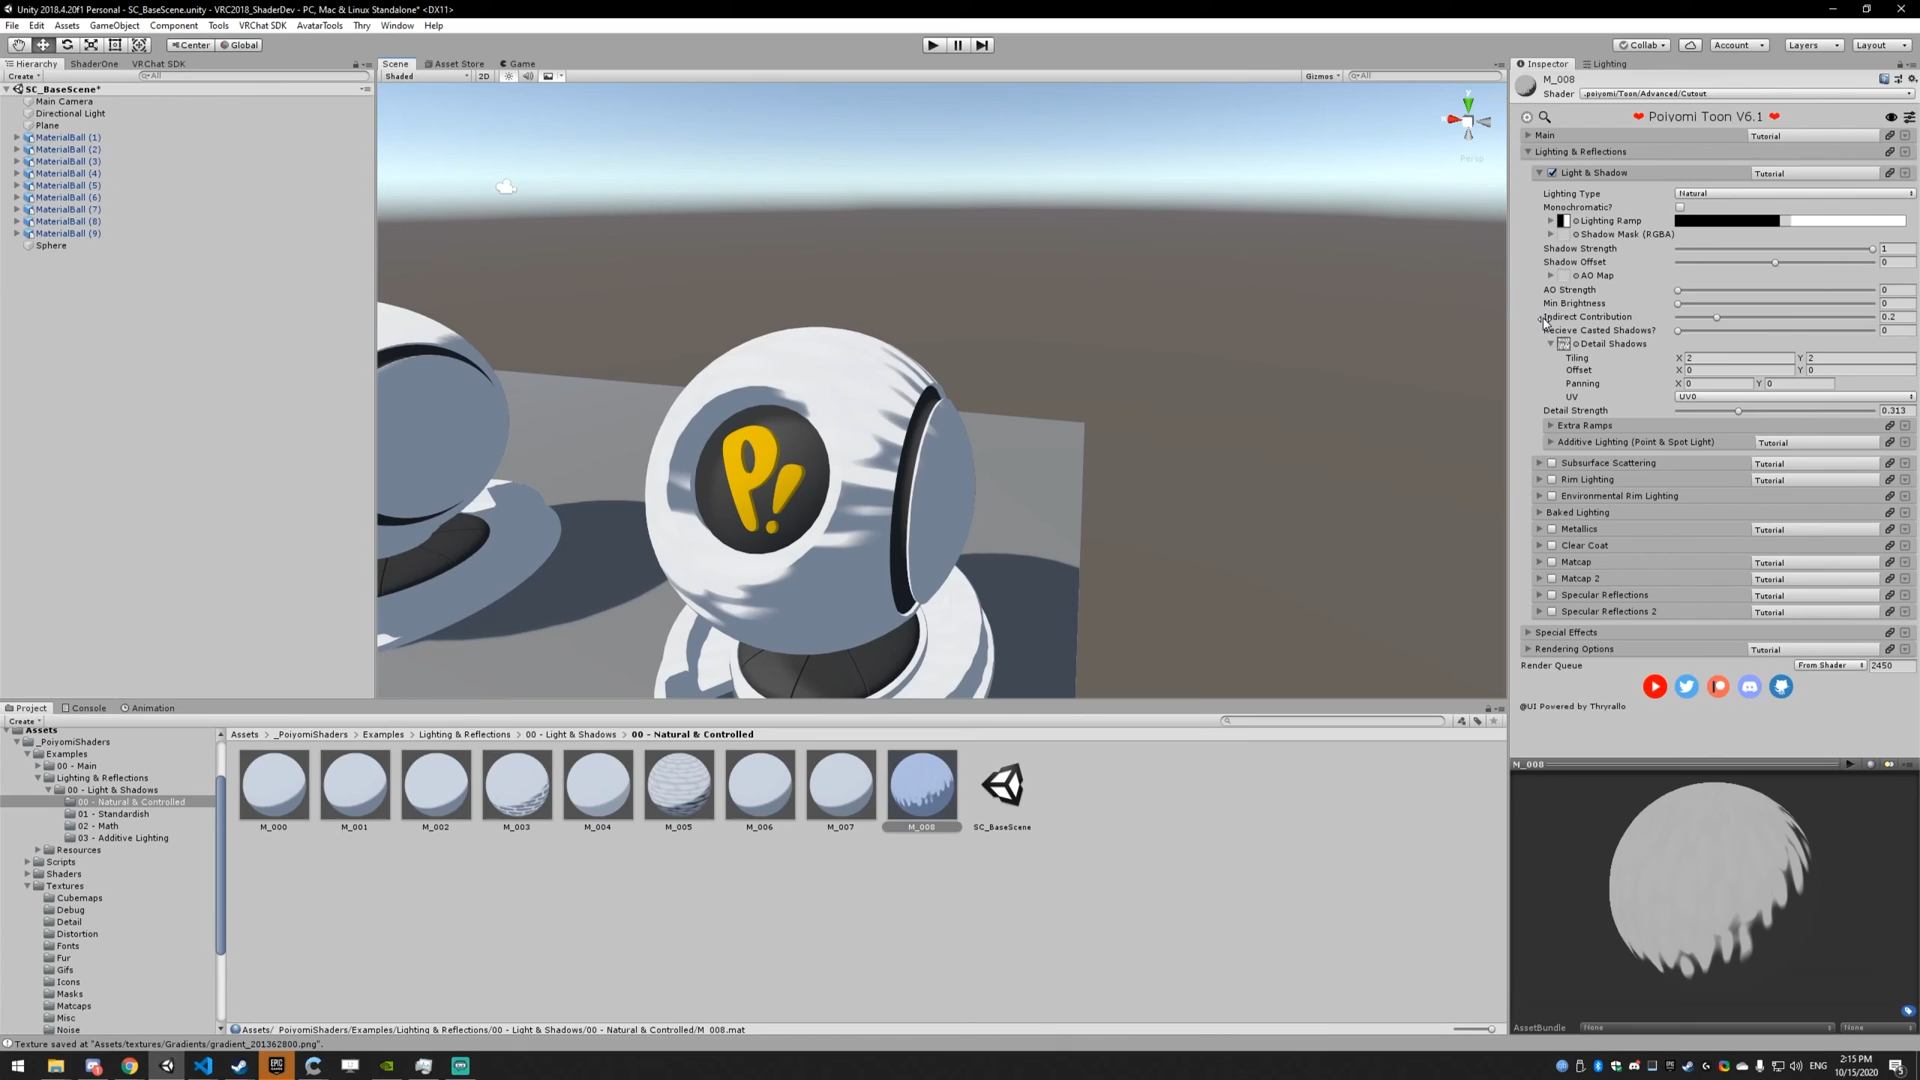 Unity 2018.4.20f1 Personal - SC_BaseScene.unity - VRC2018_ShaderDev - PC, Mac & Linux Standalone* <DX11>
File Edit Assets GameObject Component Tools VRChat SDK AvatarTools Thry Window Help
Center Global
Collab Account Layers Layout
Hierarchy ShaderOne VRChat SDK
Create All
SC_BaseScene*
Main Camera
Directional Light
Plane
MaterialBall (1)
MaterialBall (2)
MaterialBall (3)
MaterialBall (4)
MaterialBall (5)
MaterialBall (6)
MaterialBall (7)
MaterialBall (8)
MaterialBall (9)
Sphere
Scene Asset Store Game
Shaded 2D Gizmos All
y
Persp
P!
Inspector Lighting
M_008
Shader .poiyomi/Toon/Advanced/Cutout
Poiyomi Toon V6.1
Main Tutorial
Lighting & Reflections
Light & Shadow Tutorial
Lighting Type Natural
Monochromatic?
Lighting Ramp
Shadow Mask (RGBA)
Shadow Strength 1
Shadow Offset 0
AO Map
AO Strength 0
Min Brightness 0
Indirect Contribution 0.2
Recieve Casted Shadows? 0
Detail Shadows
Tiling X 2 Y 2
Offset X 0 Y 0
Panning X 0 Y 0
UV UV0
Detail Strength 0.313
Extra Ramps
Additive Lighting (Point & Spot Light) Tutorial
Subsurface Scattering Tutorial
Rim Lighting Tutorial
Environmental Rim Lighting
Baked Lighting
Metallics Tutorial
Clear Coat
Matcap Tutorial
Matcap 2 Tutorial
Specular Reflections Tutorial
Specular Reflections 2 Tutorial
Special Effects
Rendering Options Tutorial
Render Queue From Shader 2450
@UI Powered by Thryrallo
M_008
AssetBundle None None
Project Console Animation
Create
Assets
_PoiyomiShaders
Examples
00 - Main
Lighting & Reflections
00 - Light & Shadows
00 - Natural & Controlled
01 - Standardish
02 - Math
03 - Additive Lighting
Resources
Scripts
Shaders
Textures
Cubemaps
Debug
Detail
Distortion
Fonts
Fur
Gifs
Icons
Masks
Matcaps
Misc
Noise
Assets > _PoiyomiShaders > Examples > Lighting & Reflections > 00 - Light & Shadows > 00 - Natural & Controlled
M_000 M_001 M_002 M_003 M_004 M_005 M_006 M_007 M_008 SC_BaseScene
Assets/_PoiyomiShaders/Examples/Lighting & Reflections/00 - Light & Shadows/00 - Natural & Controlled/M_008.mat
Texture saved at "Assets/textures/Gradients/gradient_201362800.png".
EPIC GAMES
ENG
2:15 PM
10/15/2020